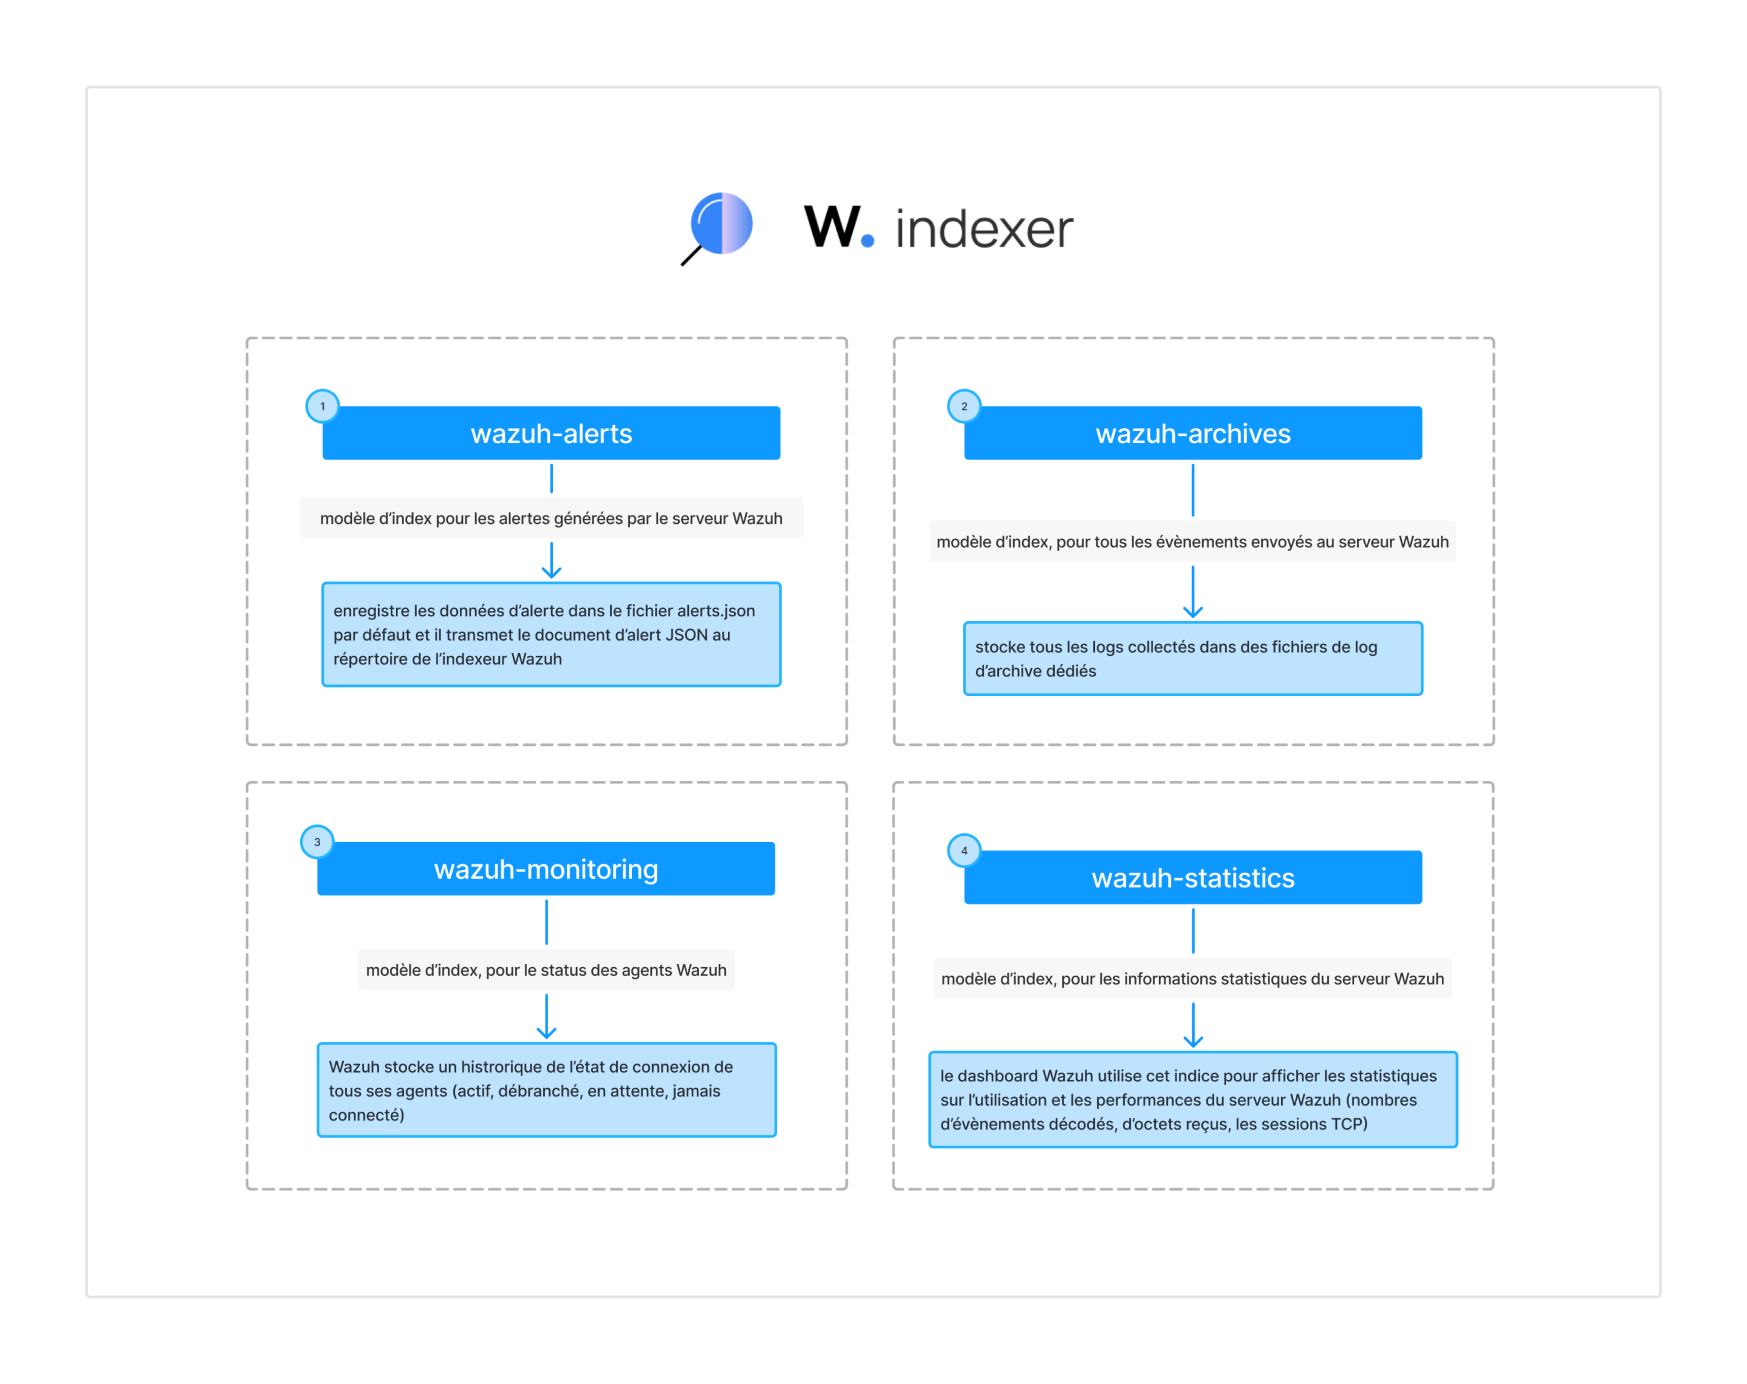 W. indexer
1
wazuh-alerts
modèle d'index pour les alertes générées par le serveur Wazuh
enregistre les données d'alerte dans le fichier alerts.json
par défaut et il transmet le document d'alert JSON au
répertoire de l'indexeur Wazuh
2
wazuh-archives
modèle d'index, pour tous les évènements envoyés au serveur Wazuh
stocke tous les logs collectés dans des fichiers de log
d'archive dédiés
3
wazuh-monitoring
modèle d'index, pour le status des agents Wazuh
Wazuh stocke un histrorique de l'état de connexion de
tous ses agents (actif, débranché, en attente, jamais
connecté)
4
wazuh-statistics
modèle d'index, pour les informations statistiques du serveur Wazuh
le dashboard Wazuh utilise cet indice pour afficher les statistiques
sur l'utilisation et les performances du serveur Wazuh (nombres
d'évènements décodés, d'octets reçus, les sessions TCP)